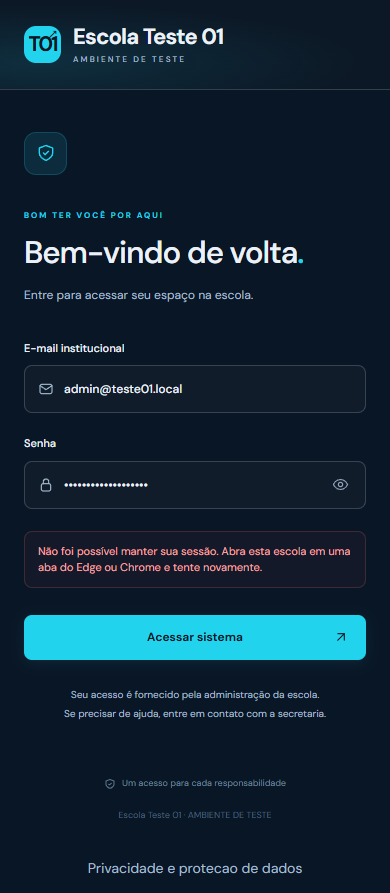 TO1
Escola Teste 01
AMBIENTE DE TESTE
BOM TER VOCÊ POR AQUI
Bem-vindo de volta.
Entre para acessar seu espaço na escola.
E-mail institucional
admin@teste01.local
Senha
•••••••••••••••••••
Não foi possível manter sua sessão. Abra esta escola em uma
aba do Edge ou Chrome e tente novamente.
Acessar sistema
Seu acesso é fornecido pela administração da escola.
Se precisar de ajuda, entre em contato com a secretaria.
Um acesso para cada responsabilidade
Escola Teste 01 · AMBIENTE DE TESTE
Privacidade e protecao de dados